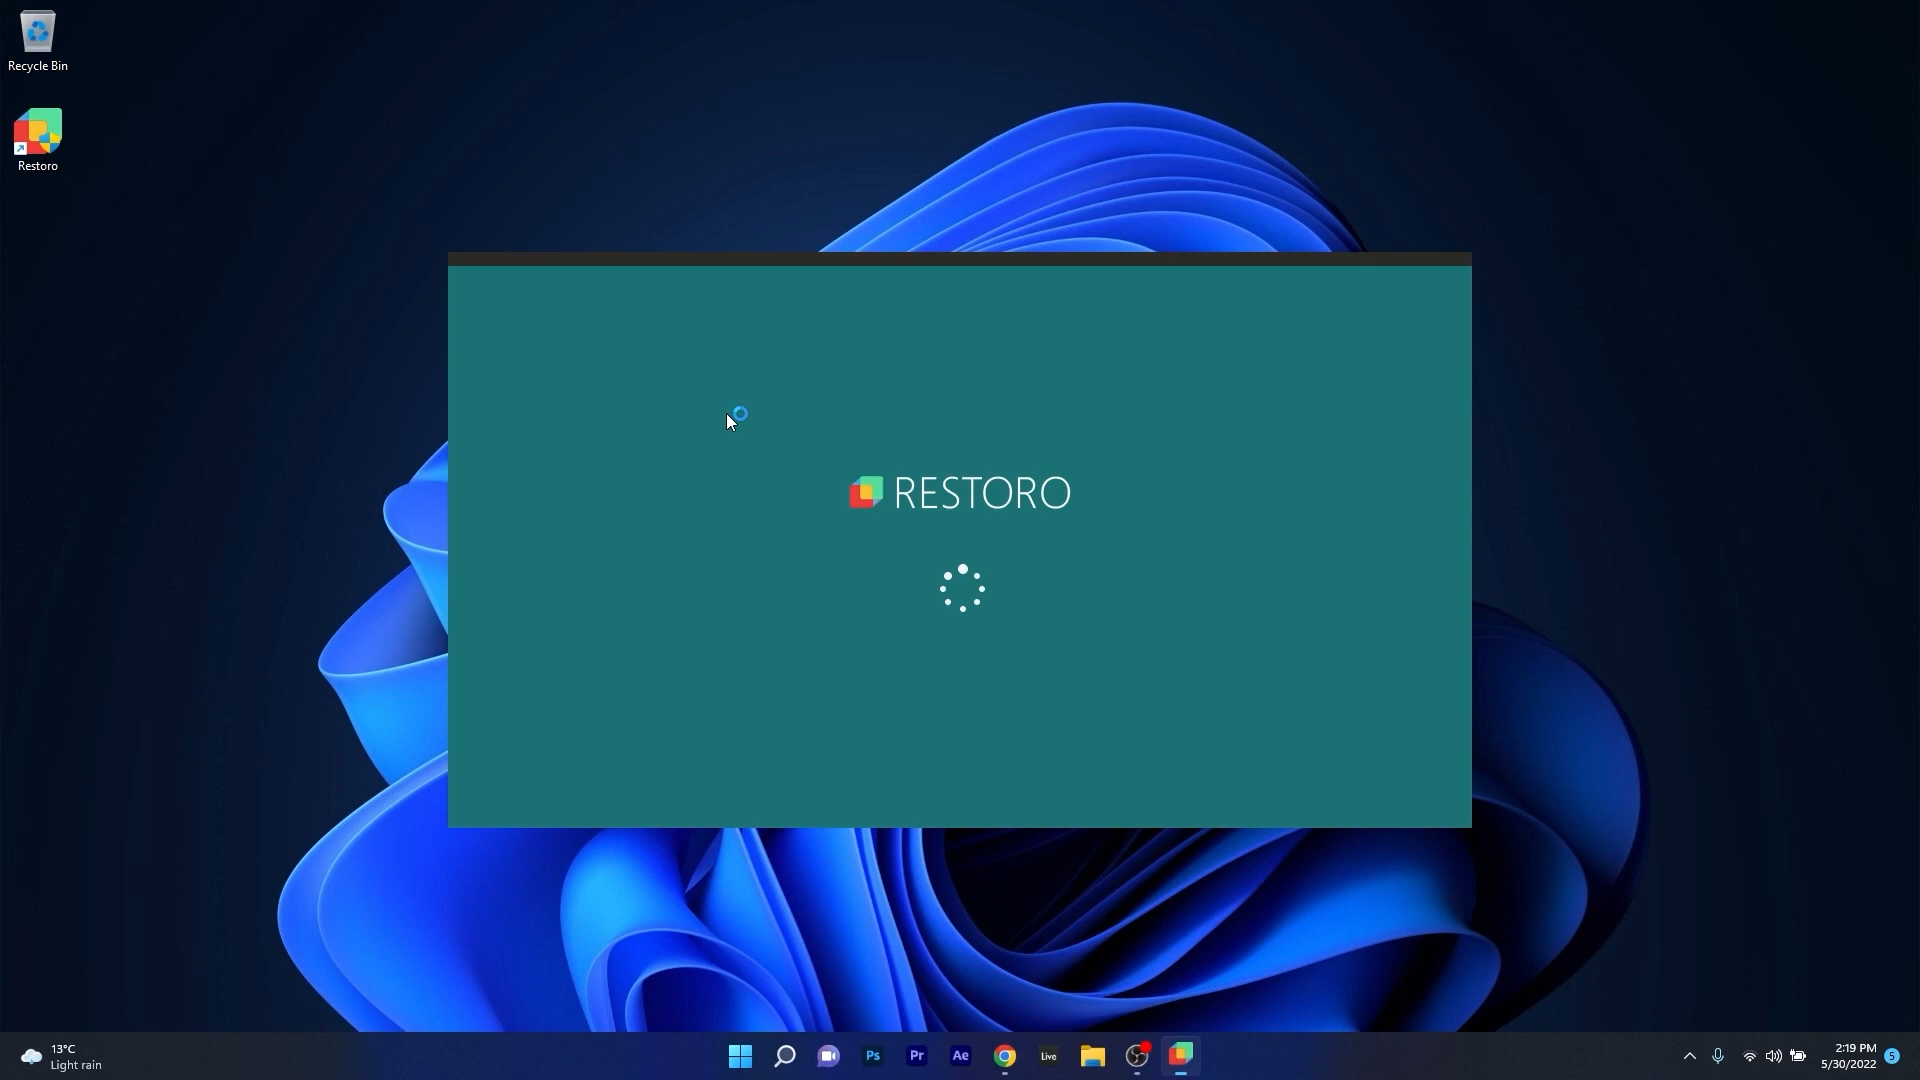 Recycle Bin
Restoro
RESTORO
13°C
Light rain
Ps
Pr
Ae
Live
2:19 PM
5/30/2022
5